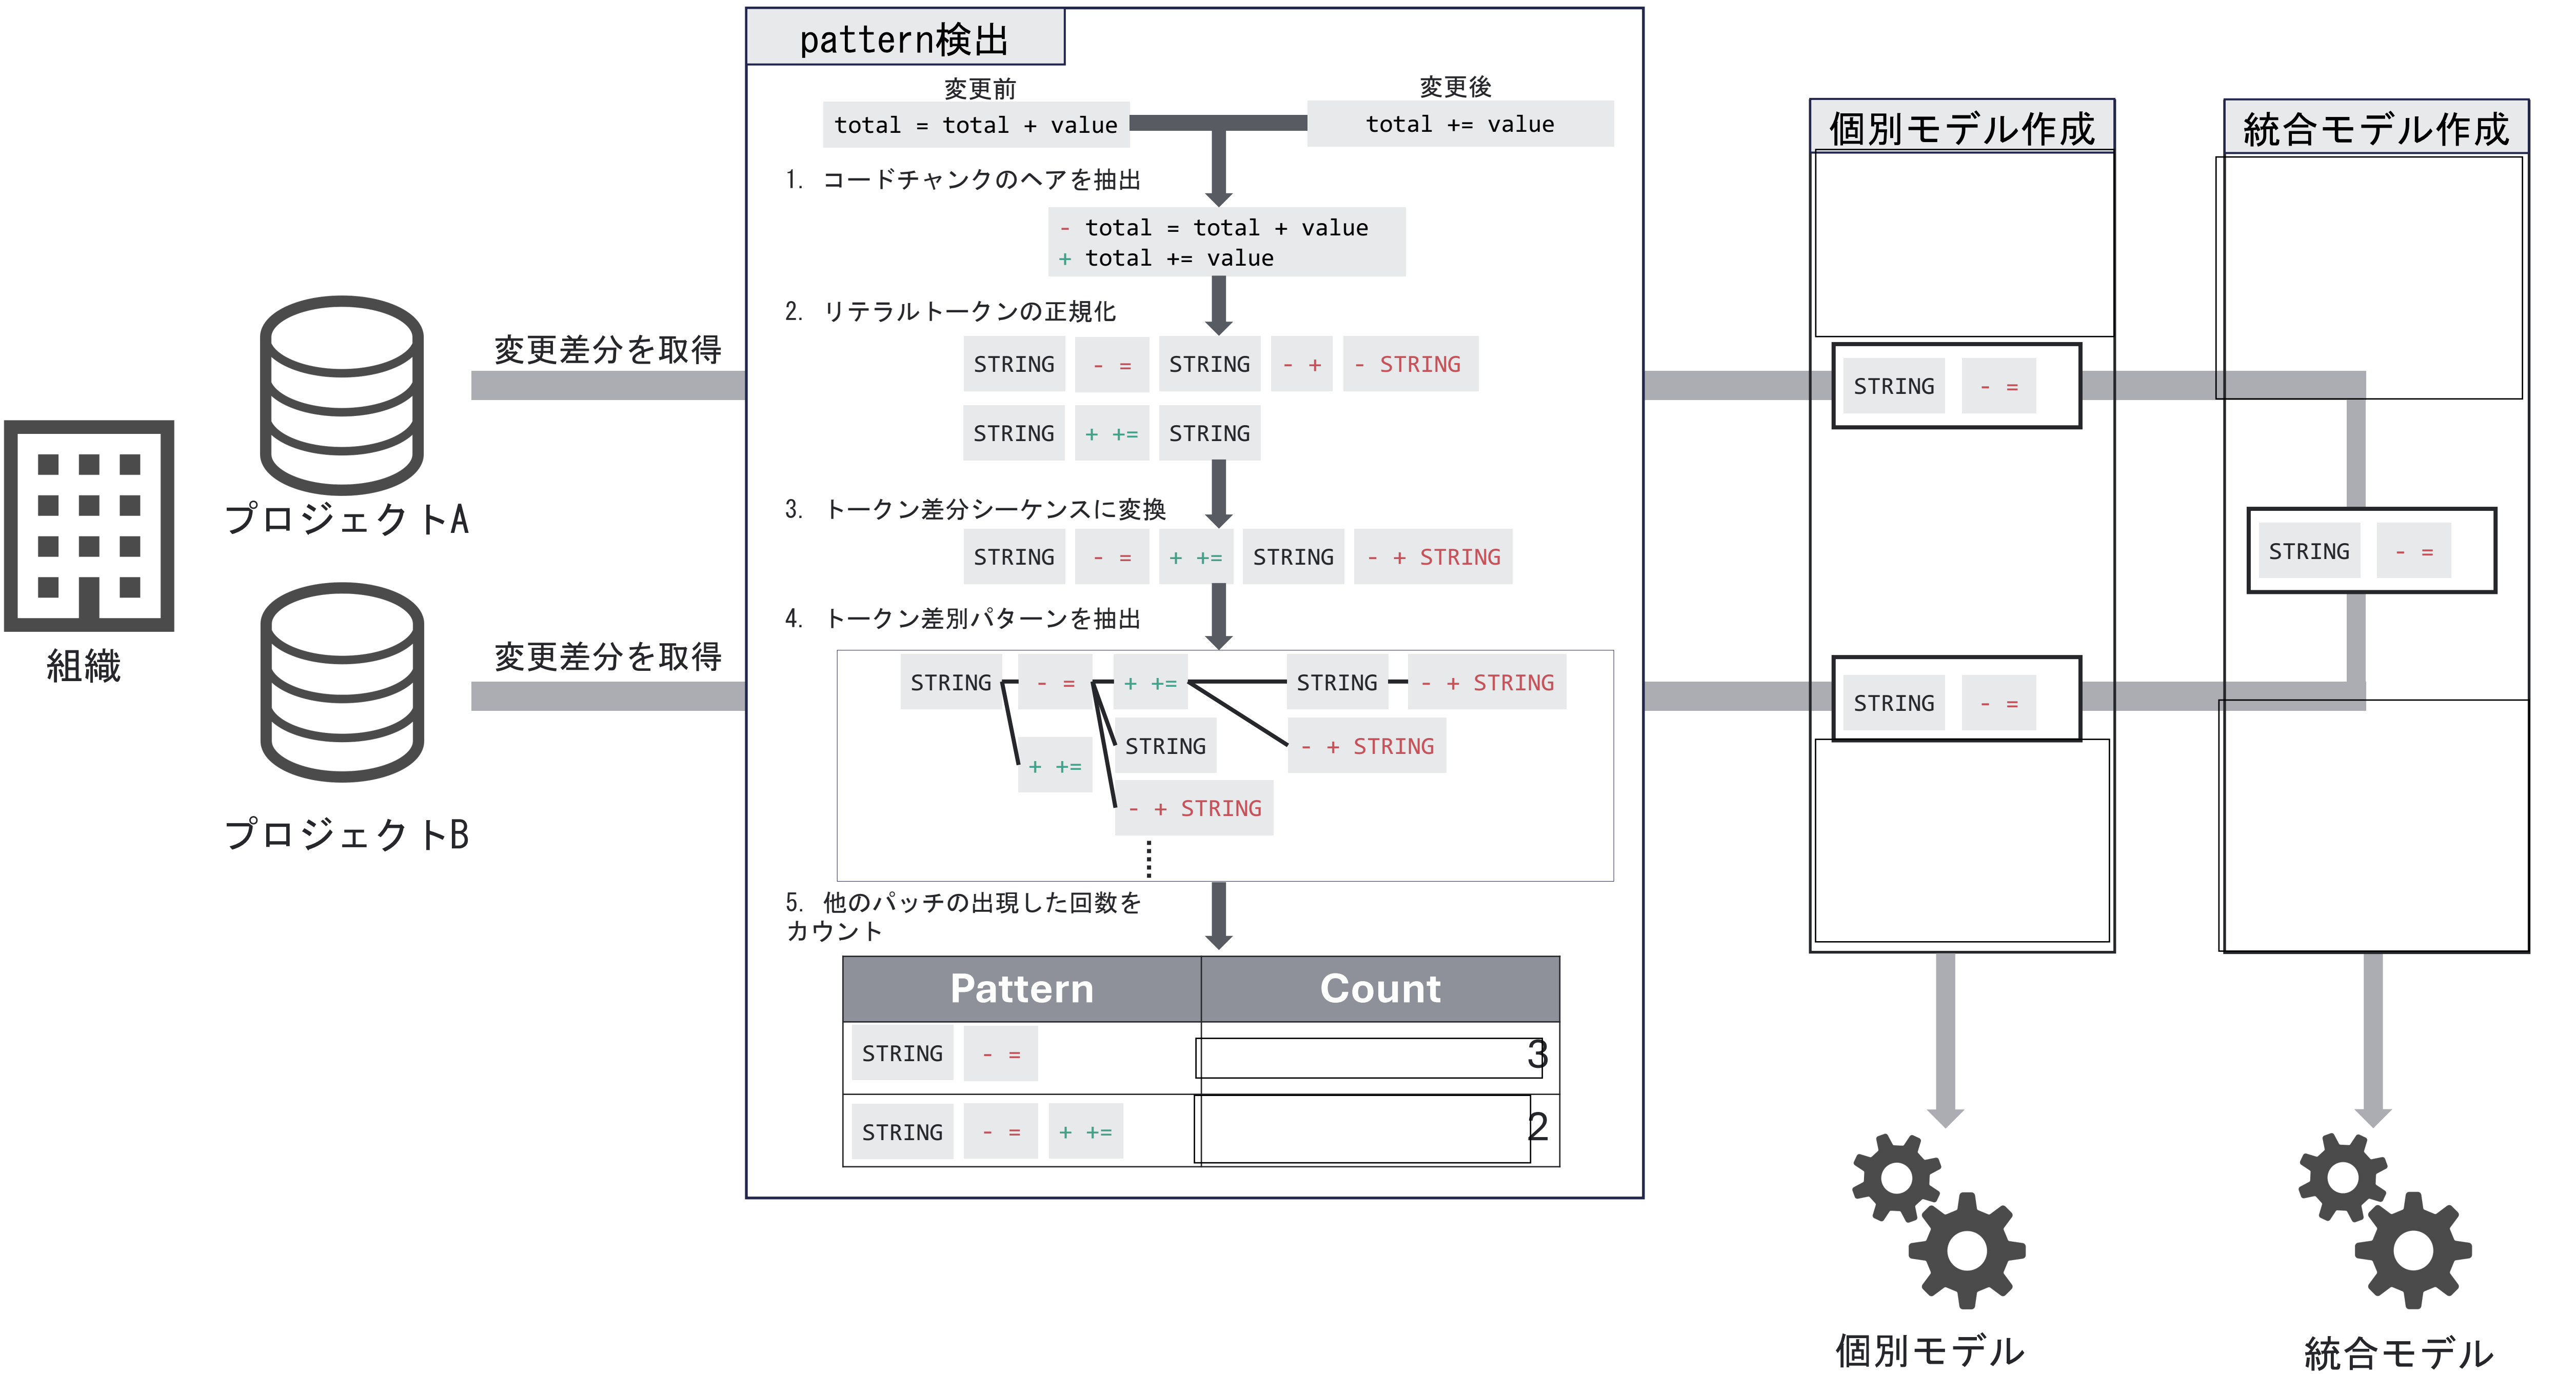 pattern検出
変更前
変更後
total = total + value
total += value
1. コードチャンクのヘアを抽出
- total = total + value
+ total += value
2. リテラルトークンの正規化
STRING - = STRING - + - STRING
STRING + += STRING
3. トークン差分シーケンスに変換
STRING - = + += STRING - + STRING
4. トークン差別パターンを抽出
STRING - = + += STRING - + STRING
STRING - + STRING
+ +=
- + STRING
5. 他のパッチの出現した回数を
カウント
Pattern Count
STRING - = 3
STRING - = + += 2
組織
プロジェクトA
プロジェクトB
変更差分を取得
変更差分を取得
個別モデル作成
STRING - =
STRING - =
個別モデル
統合モデル作成
STRING - =
統合モデル